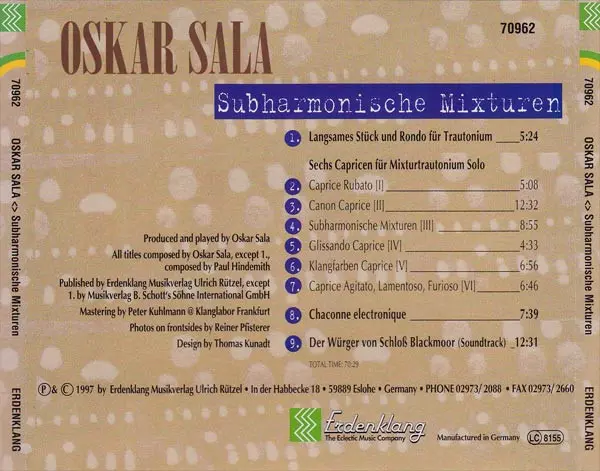 OSKAR SALA
70962
Subharmonische Mixturen
1. Langsames Stück und Rondo für Trautonium 5:24
Sechs Capricen für Mixturtrautonium Solo
2. Caprice Rubato [I] 5:08
3. Canon Caprice [II] 12:32
4. Subharmonische Mixturen [III] 8:55
5. Glissando Caprice [IV] 4:33
6. Klangfarben Caprice [V] 6:56
7. Caprice Agitato, Lamentoso, Furioso [VI] 6:46
8. Chaconne electronique 7:39
9. Der Würger von Schloß Blackmoor (Soundtrack) 12:31
TOTAL TIME: 70:29
Produced and played by Oskar Sala
All titles composed by Oskar Sala, except 1.,
composed by Paul Hindemith
Published by Erdenklang Musikverlag Ulrich Rützel, except
1. by Musikverlag B. Schott's Söhne International GmbH
Mastering by Peter Kuhlmann @ Klanglabor Frankfurt
Photos on frontsides by Reiner Pfisterer
Design by Thomas Kunadt
℗ & © 1997 by Erdenklang Musikverlag Ulrich Rützel • In der Habbecke 18 • 59889 Eslohe • Germany • PHONE 02973/ 2088 • FAX 02973/ 2660
Erdenklang
The Eclectic Music Company
Manufactured in Germany
LC 8155
70962
OSKAR SALA <> Subharmonische Mixturen
ERDENKLANG
70962
OSKAR SALA <> Subharmonische Mixturen
ERDENKLANG